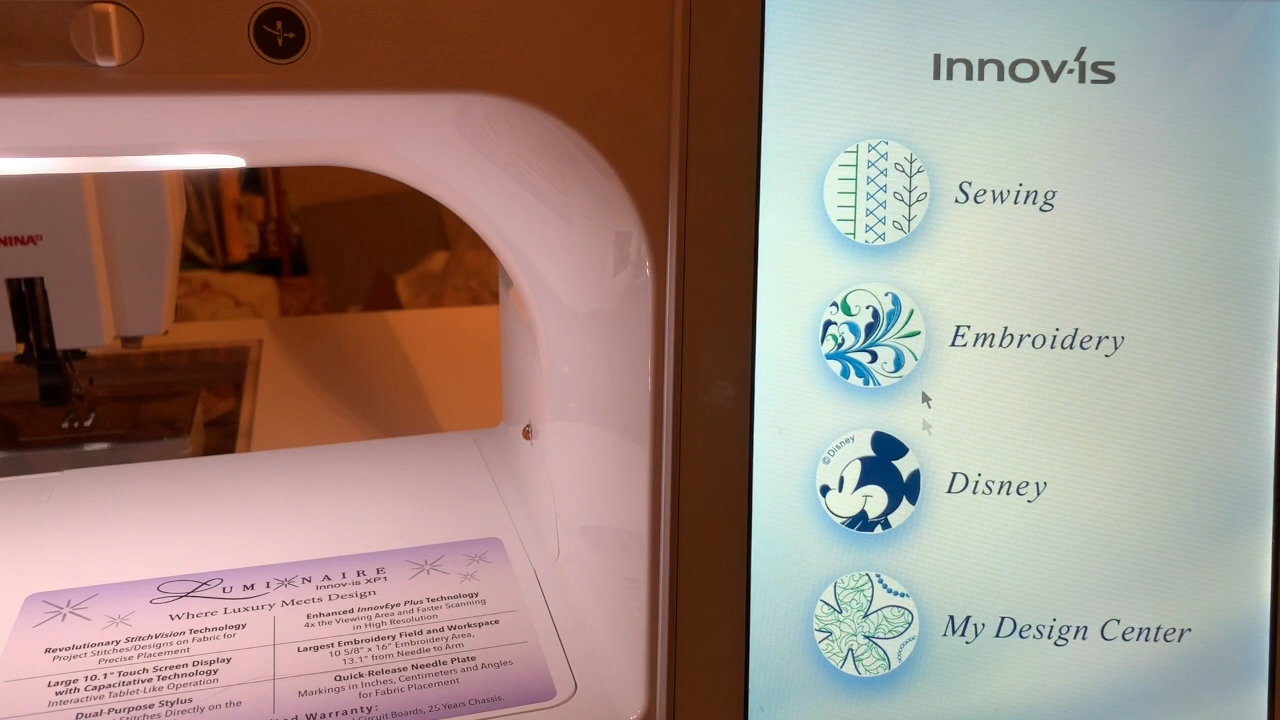 Innov-ís
Sewing
Embroidery
©Disney
Disney
My Design Center
NINA
LUMINAIRE
Innov-is XP1
Where Luxury Meets Design
Revolutionary StitchVision Technology
Project Stitches/Designs on Fabric for
Precise Placement
Large 10.1" Touch Screen Display
with Capacitative Technology
Interactive Tablet-Like Operation
Dual-Purpose Stylus
Stitches Directly on the
Enhanced InnovEye Plus Technology
4x the Viewing Area and Faster Scanning
in High Resolution
Largest Embroidery Field and Workspace
10 5/8" x 16" Embroidery Area,
13.1" from Needle to Arm
Quick-Release Needle Plate
Markings in Inches, Centimeters and Angles
for Fabric Placement
Warranty:
Circuit Boards, 25 Years Chassis.